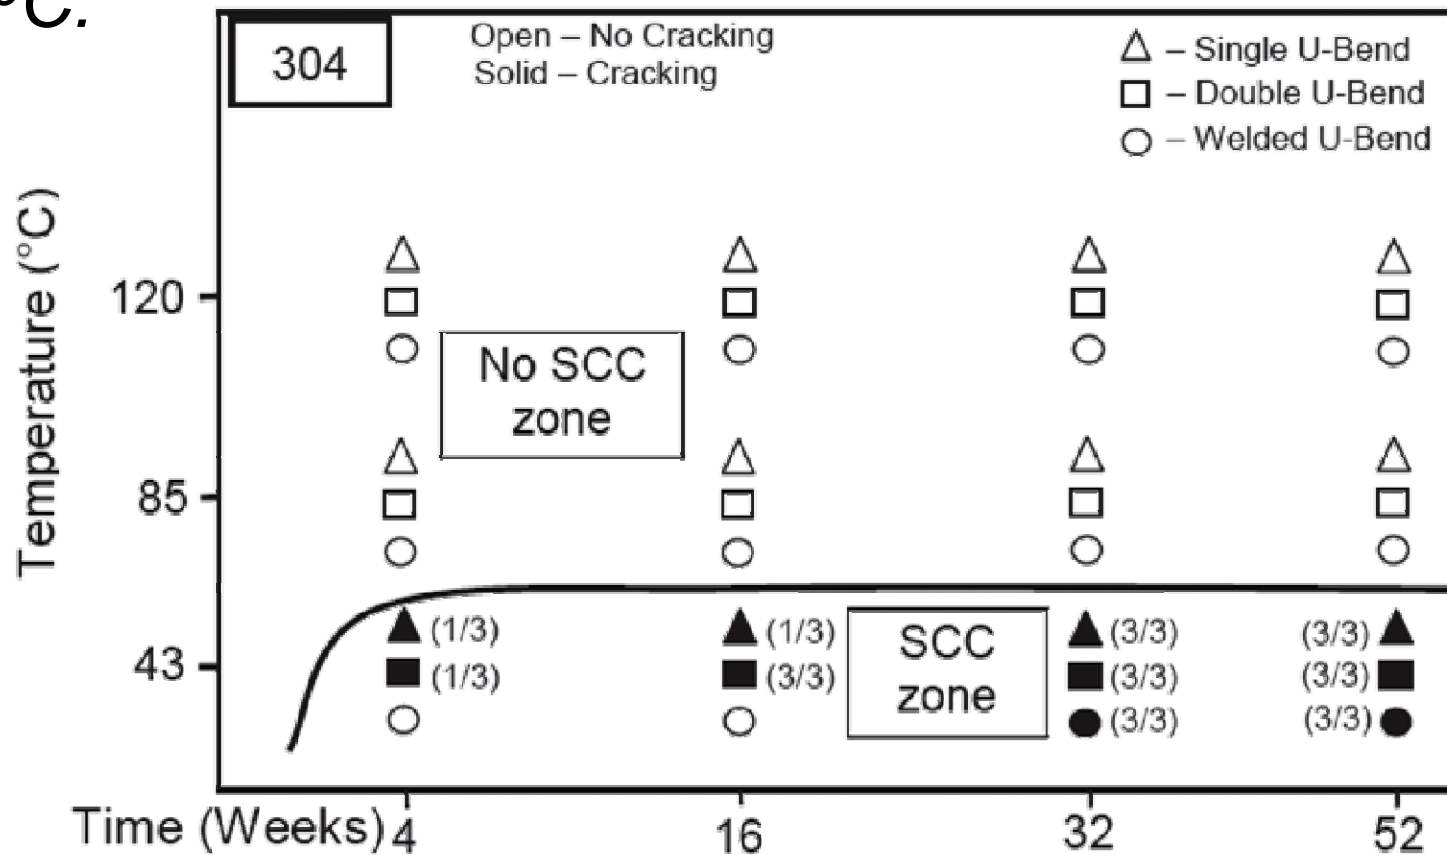 °C.
304
Open – No Cracking
Solid – Cracking
– Single U-Bend
– Double U-Bend
– Welded U-Bend
Temperature (°C)
120
No SCC
zone
85
(1/3) (1/3) SCC (3/3) (3/3)
43
(1/3) (3/3) zone (3/3) (3/3)
(3/3) (3/3)
Time (Weeks) 4 16 32 52